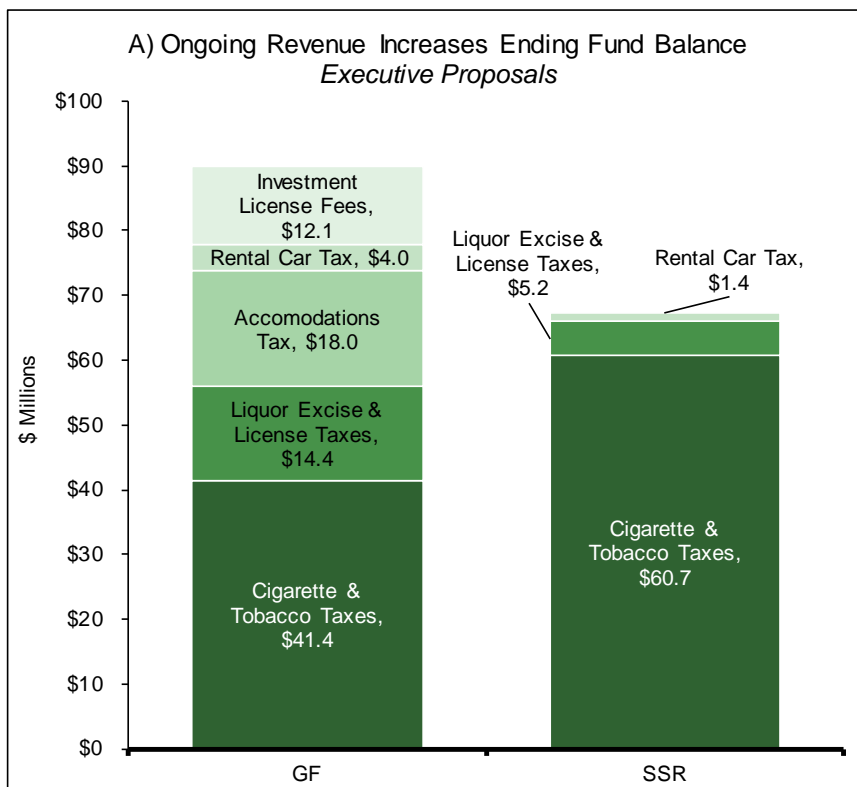 A) Ongoing Revenue Increases Ending Fund Balance
Executive Proposals
$ Millions
$100
$90
$80
$70
$60
$50
$40
$30
$20
$10
$0
Investment
License Fees,
$12.1
Rental Car Tax, $4.0
Accomodations
Tax, $18.0
Liquor Excise &
License Taxes,
$14.4
Cigarette &
Tobacco Taxes,
$41.4
Liquor Excise &
License Taxes,
$5.2
Rental Car Tax,
$1.4
Cigarette &
Tobacco Taxes,
$60.7
GF
SSR